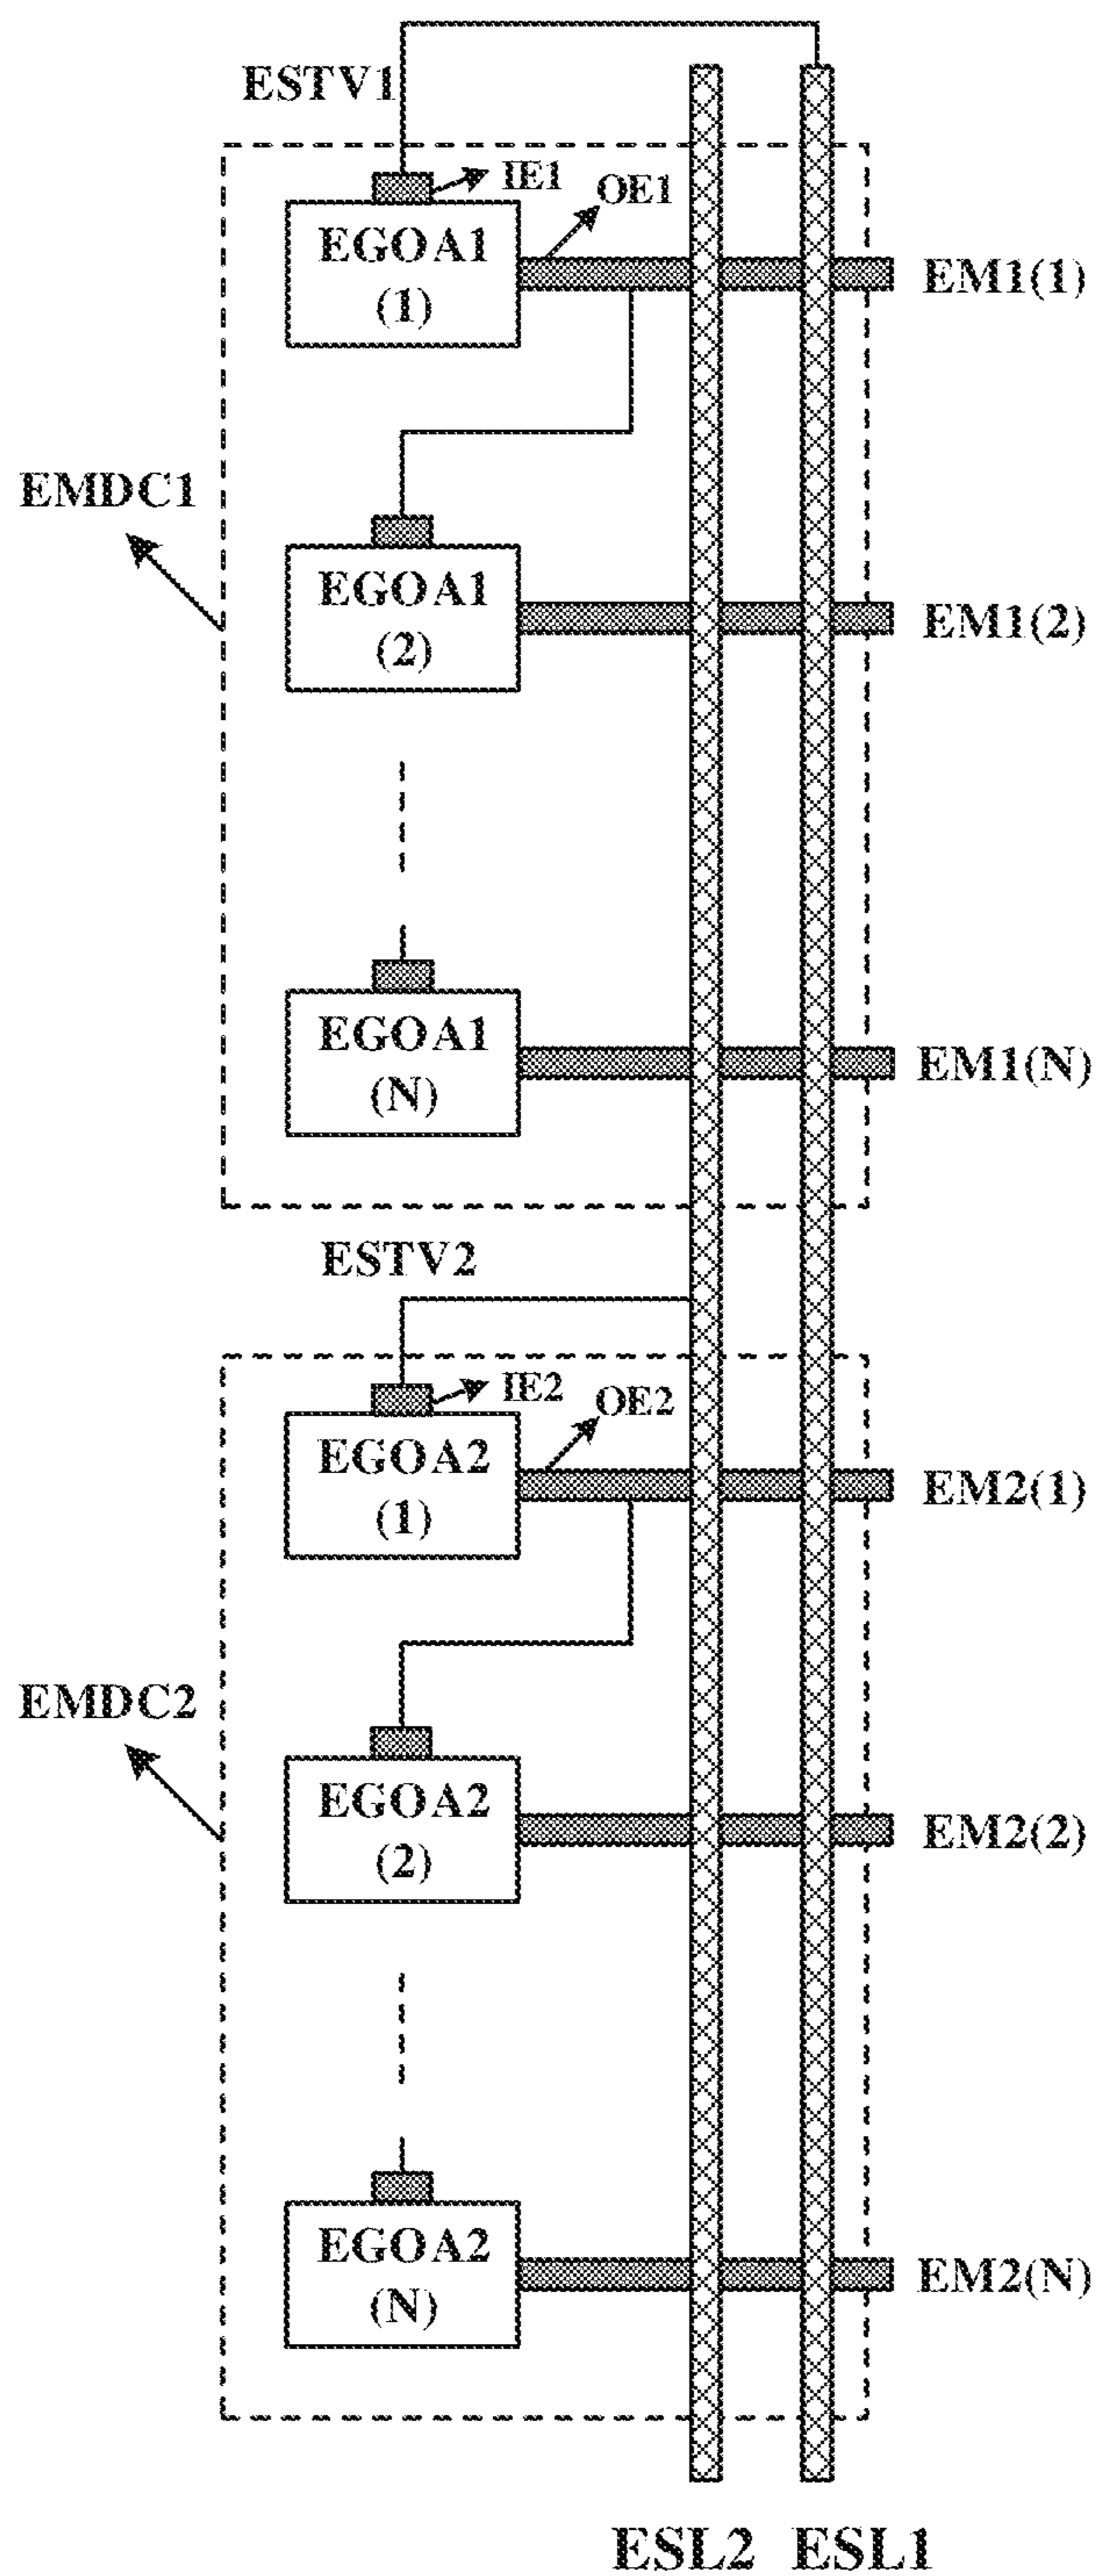 ESTV1
IE1
OE1
EGOA1
(1)
EM1(1)
EMDC1
EGOA1
(2)
EM1(2)
EGOA1
(N)
EM1(N)
ESTV2
IE2
OE2
EGOA2
(1)
EM2(1)
EMDC2
EGOA2
(2)
EM2(2)
EGOA2
(N)
EM2(N)
ESL2 ESL1